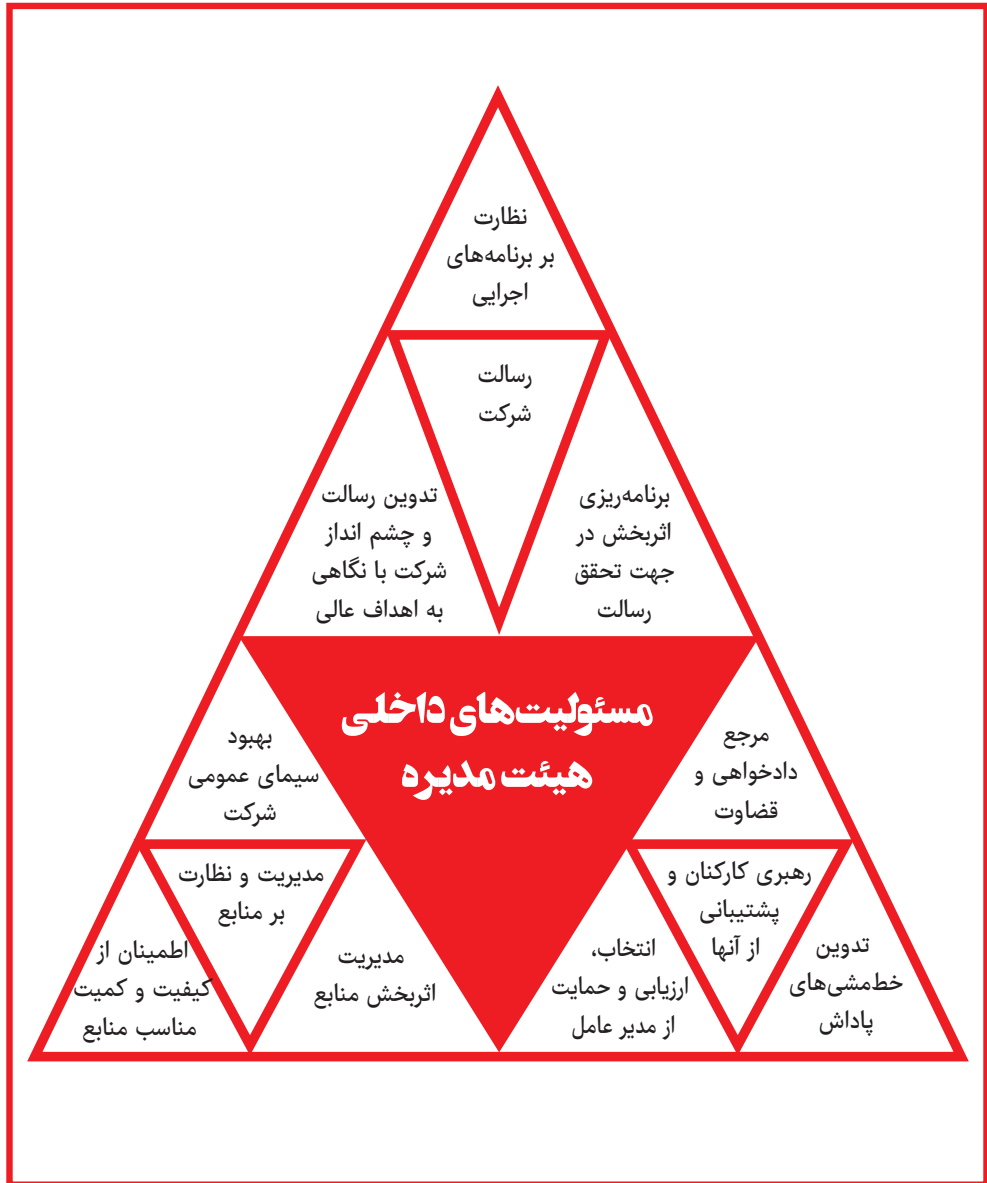 نظارت
بر برنامه‌های
اجرایی
رسالت
شرکت
برنامه‌ریزی
اثربخش در
جهت تحقق
رسالت
تدوین رسالت
و چشم انداز
شرکت با نگاهی
به اهداف عالی
مسئولیت‌های داخلی
هیئت مدیره
مرجع
دادخواهی و
قضاوت
بهبود
سیمای عمومی
شرکت
رهبری کارکنان و
پشتیبانی
از آنها
تدوین
خط‌مشی‌های
پاداش
انتخاب،
ارزیابی و حمایت
از مدیر عامل
مدیریت و نظارت
بر منابع
مدیریت
اثربخش منابع
اطمینان از
کیفیت و کمیت
مناسب منابع